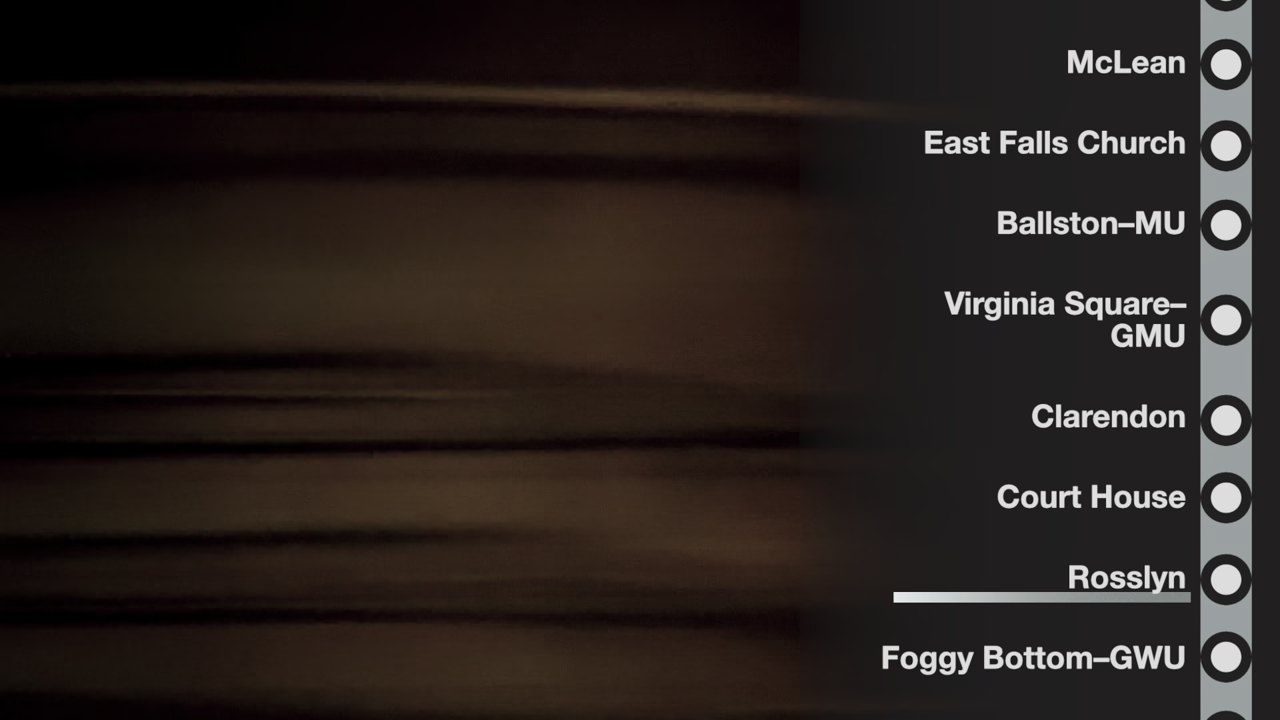 McLean
East Falls Church
Ballston–MU
Virginia Square–
GMU
Clarendon
Court House
Rosslyn
Foggy Bottom–GWU